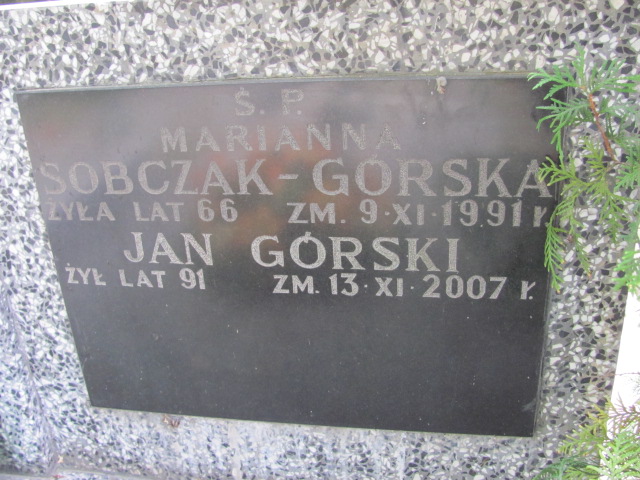 Ś. P.
MARIANNA
SOBCZAK-GÓRSKA
ŻYŁA LAT 66 ZM. 9·XI·1991 r.
JAN GÓRSKI
ŻYŁ LAT 91 ZM. 13·XI·2007 r.